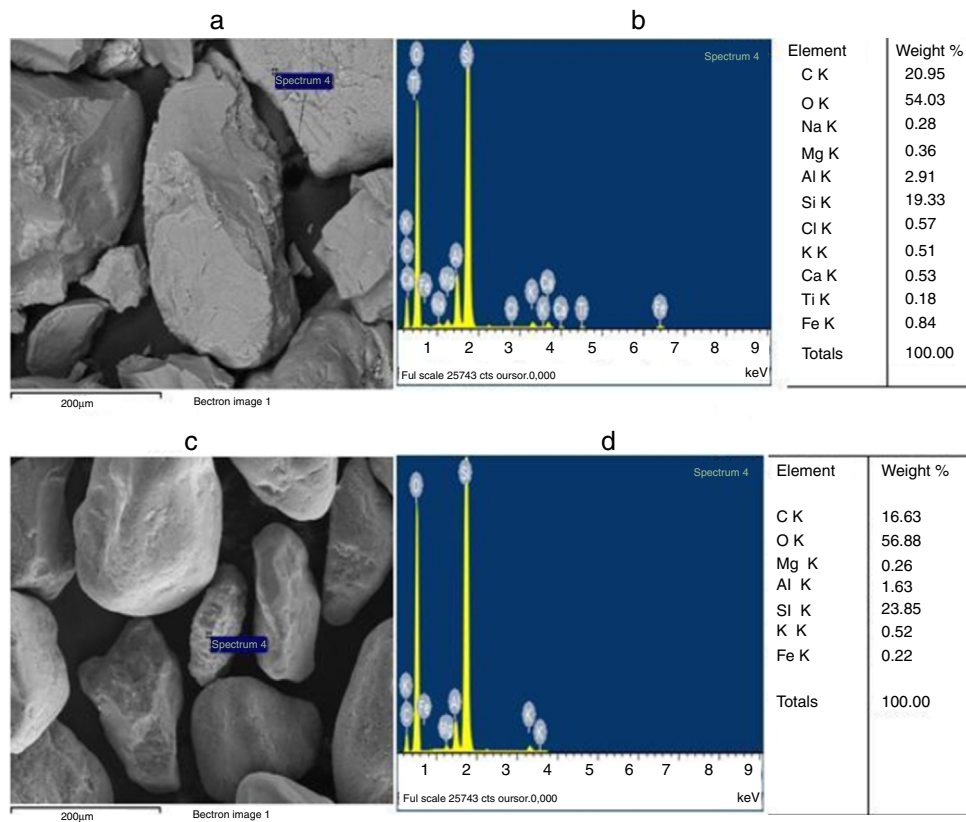 a
b
Spectrum 4
Spectrum 4
1 2 3 4 5 6 7 8 9
Ful scale 25743 cts oursor.0,000 keV
Element Weight %
C K 20.95
O K 54.03
Na K 0.28
Mg K 0.36
Al K 2.91
Si K 19.33
Cl K 0.57
K K 0.51
Ca K 0.53
Ti K 0.18
Fe K 0.84
Totals 100.00
200µm Bectron image 1
c
d
Spectrum 4
Spectrum 4
1 2 3 4 5 6 7 8 9
Ful scale 25743 cts oursor.0,000 keV
Element Weight %
C K 16.63
O K 56.88
Mg K 0.26
Al K 1.63
SI K 23.85
K K 0.52
Fe K 0.22
Totals 100.00
200µm Bectron image 1